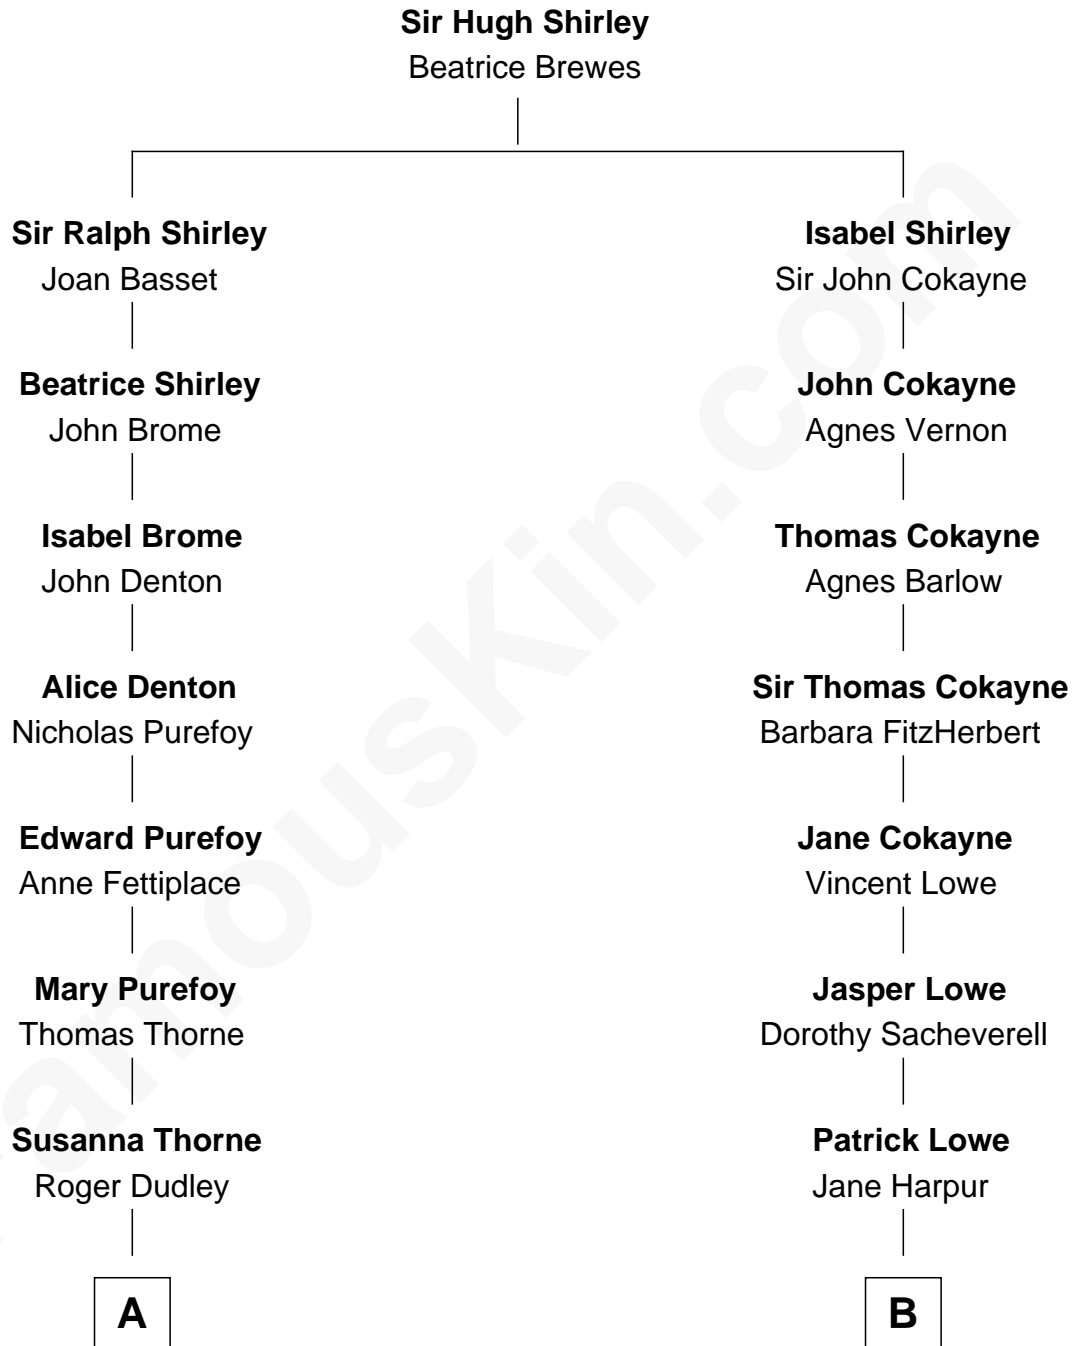 Sir Hugh Shirley
Beatrice Brewes
Sir Ralph Shirley
Joan Basset
Isabel Shirley
Sir John Cokayne
Beatrice Shirley
John Brome
John Cokayne
Agnes Vernon
Isabel Brome
John Denton
Thomas Cokayne
Agnes Barlow
Alice Denton
Nicholas Purefoy
Sir Thomas Cokayne
Barbara FitzHerbert
Edward Purefoy
Anne Fettiplace
Jane Cokayne
Vincent Lowe
Mary Purefoy
Thomas Thorne
Jasper Lowe
Dorothy Sacheverell
Susanna Thorne
Roger Dudley
Patrick Lowe
Jane Harpur
A
B
FamousKin.com